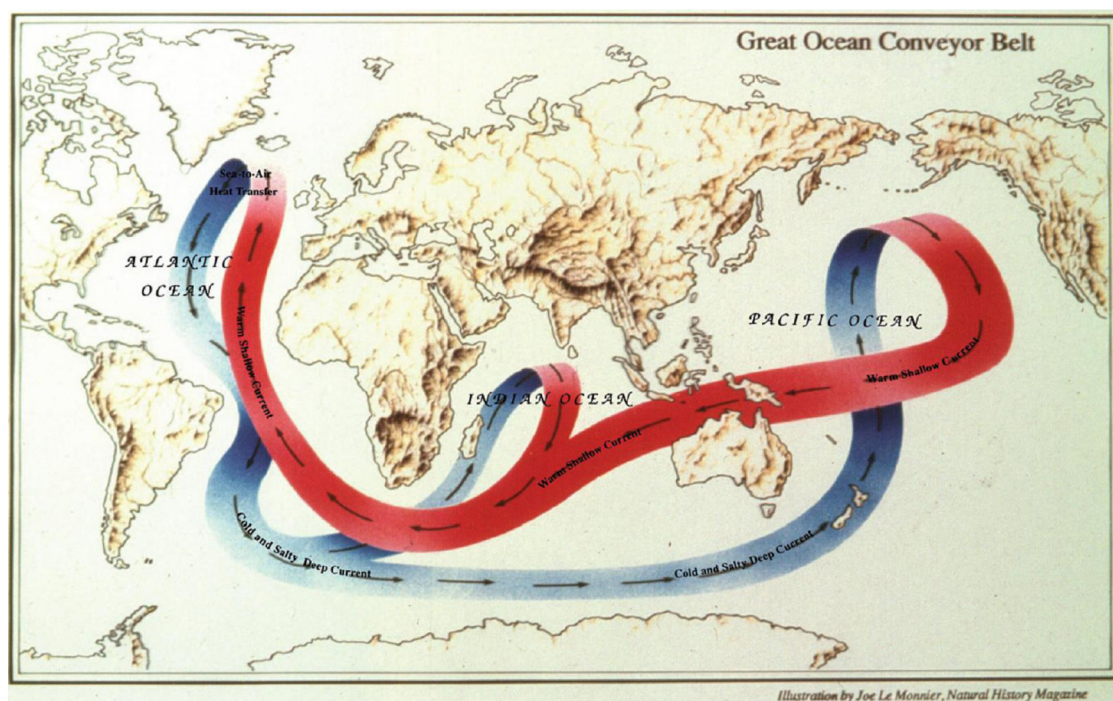 Great Ocean Conveyor Belt
Sea-to-Air
Heat Transfer
ATLANTIC
OCEAN
Warm Shallow Current
PACIFIC OCEAN
Warm Shallow Current
INDIAN OCEAN
Warm Shallow Current
Cold and Salty Deep Current
Cold and Salty Deep Current
Illustration by Joe Le Monnier, Natural History Magazine